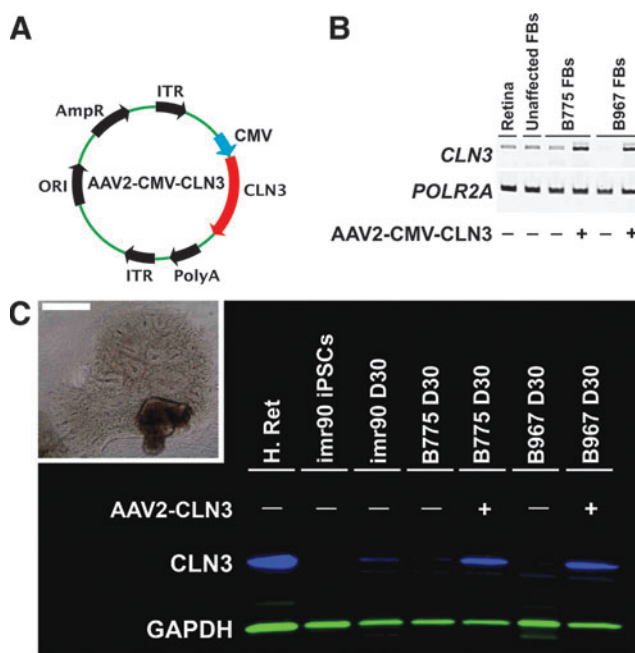 A
ITR
AmpR
CMV
ORI
AAV2-CMV-CLN3
CLN3
ITR
PolyA
B
Retina
Unaffected FBs
B775 FBs
B967 FBs
CLN3
POLR2A
AAV2-CMV-CLN3 – – – + – +
C
H. Ret
imr90 iPSCs
imr90 D30
B775 D30
B775 D30
B967 D30
B967 D30
AAV2-CLN3 – – – – + – +
CLN3
GAPDH